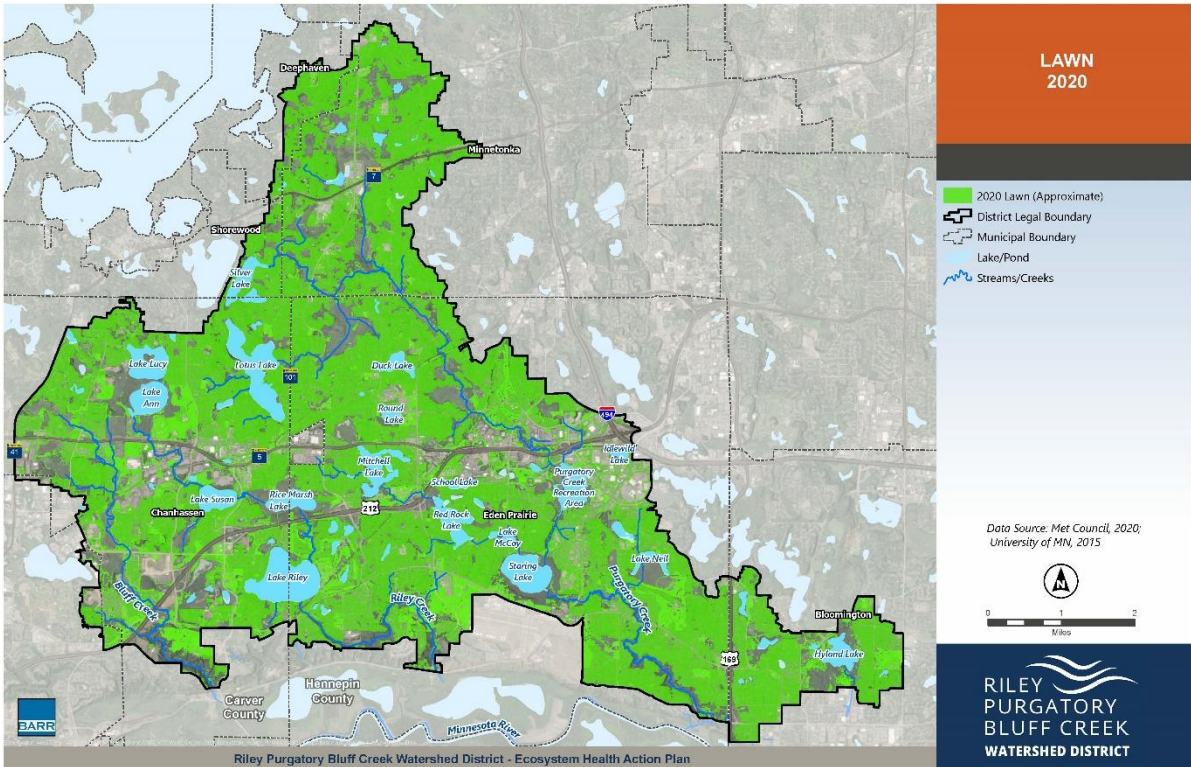 LAWN
2020
2020 Lawn (Approximate)
District Legal Boundary
Municipal Boundary
Lake/Pond
Streams/Creeks
Data Source: Met Council, 2020;
University of MN, 2015
N
0 1 2
Miles
RILEY
PURGATORY
BLUFF CREEK
WATERSHED DISTRICT
Deephaven
Minnetonka
7
Shorewood
Silver
Lake
Lake Lucy
Lotus Lake
Duck Lake
101
Lake
Ann
Round
Lake
494
41
5
Idlewild
Lake
Mitchell
Lake
Purgatory
Creek
Recreation
Area
School Lake
Lake Susan
Rice Marsh
Lake
212
Chanhassen
Red Rock
Lake
Eden Prairie
Lake
McCoy
Lake Neil
Staring
Lake
Lake Riley
Bluff Creek
Riley
Creek
Purgatory
Creek
Bloomington
Hyland Lake
169
Carver
County
Hennepin
County
Minnesota River
BARR
Riley Purgatory Bluff Creek Watershed District - Ecosystem Health Action Plan